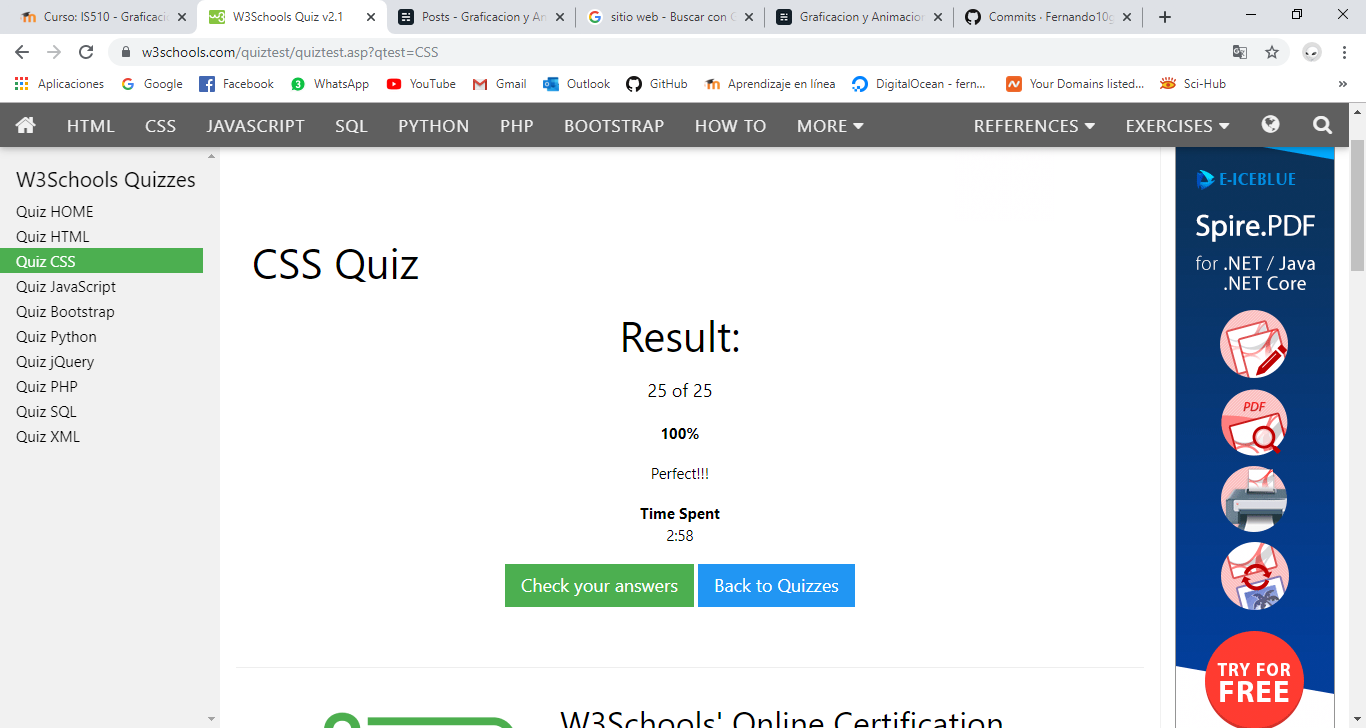 Curso: IS510 - Graficaci
W3Schools Quiz v2.1
Posts - Graficacion y An
sitio web - Buscar con G
Graficacion y Animacion
Commits · Fernando10g
w3schools.com/quiztest/quiztest.asp?qtest=CSS
Aplicaciones
Google
Facebook
3
WhatsApp
YouTube
Gmail
Outlook
GitHub
Aprendizaje en línea
DigitalOcean - fern...
Your Domains listed...
Sci-Hub
»
HTML
CSS
JAVASCRIPT
SQL
PYTHON
PHP
BOOTSTRAP
HOW TO
MORE
REFERENCES
EXERCISES
W3Schools Quizzes
Quiz HOME
Quiz HTML
Quiz CSS
Quiz JavaScript
Quiz Bootstrap
Quiz Python
Quiz jQuery
Quiz PHP
Quiz SQL
Quiz XML
CSS Quiz
Result:
25 of 25
100%
Perfect!!!
Time Spent
2:58
Check your answers
Back to Quizzes
W3Schools' Online Certification
E-ICEBLUE
Spire.PDF
for .NET / Java
.NET Core
PDF
TRY FOR
FREE